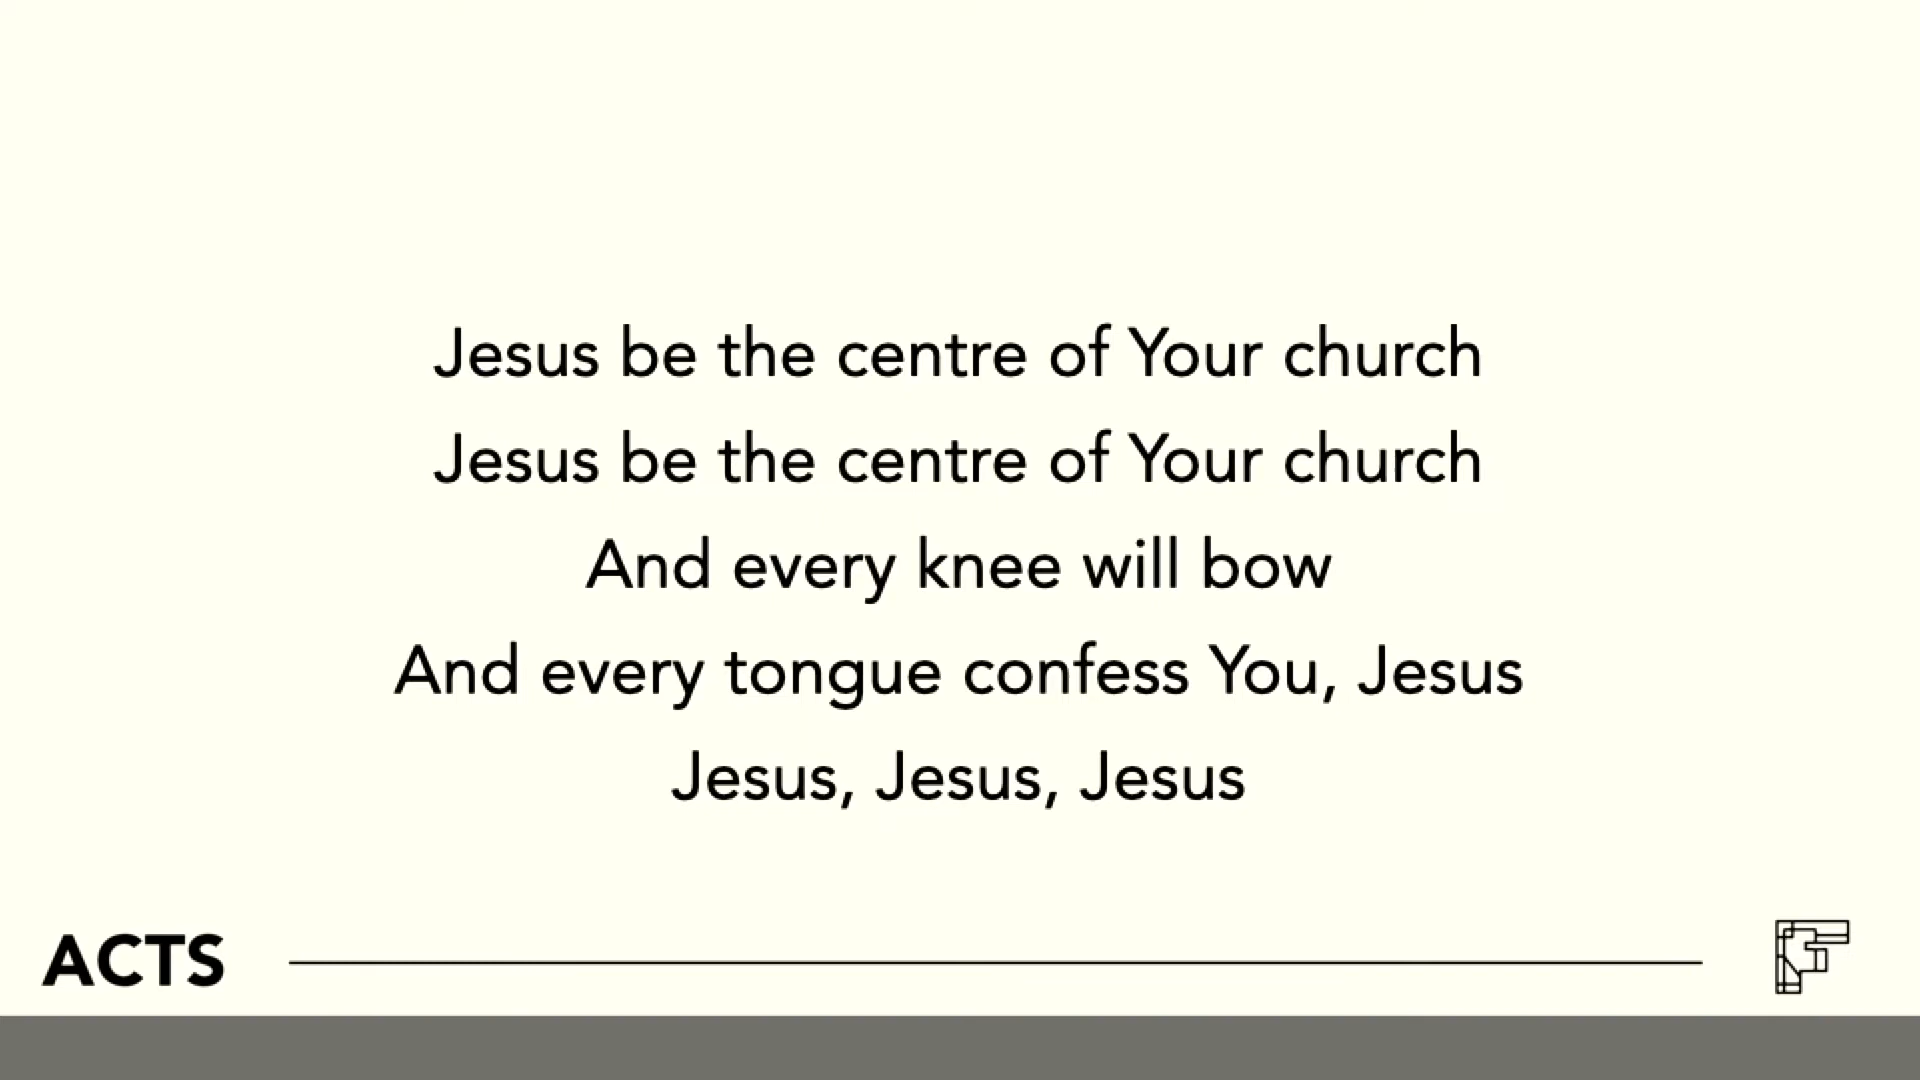 Jesus be the centre of Your church
Jesus be the centre of Your church
And every knee will bow
And every tongue confess You, Jesus
Jesus, Jesus, Jesus
ACTS